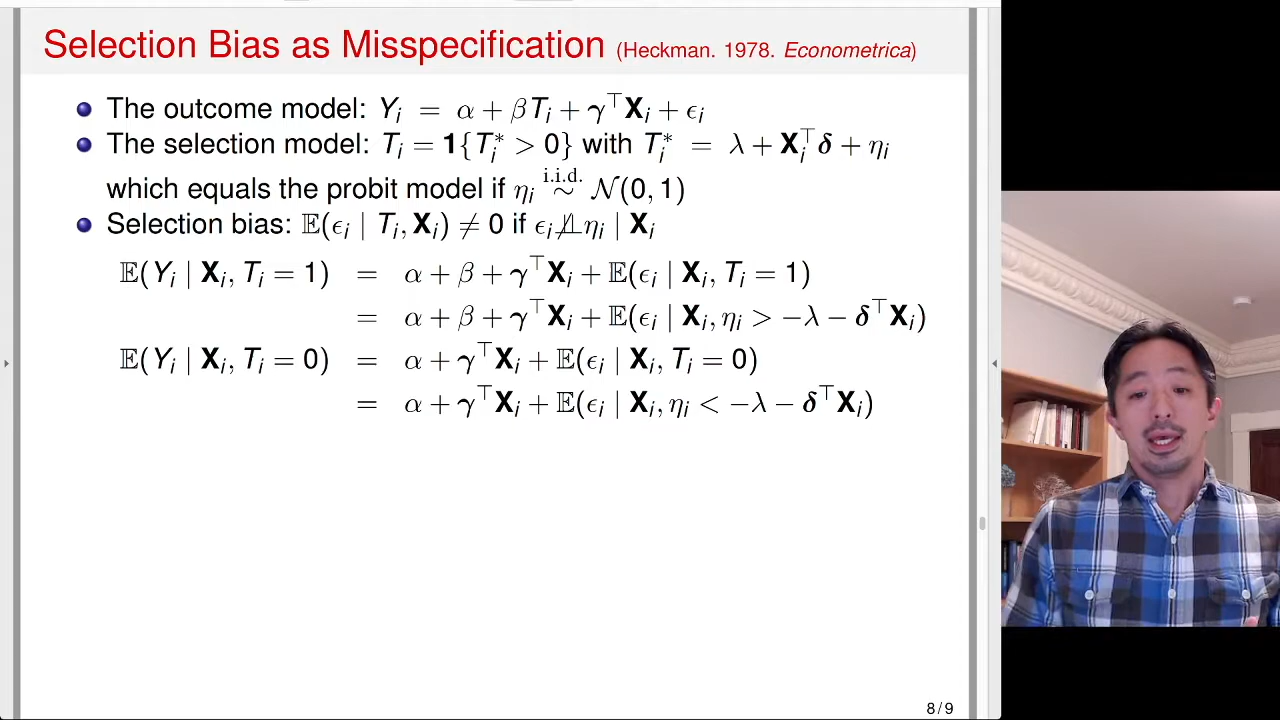 Selection Bias as Misspecification (Heckman. 1978. Econometrica)
The outcome model: Yᵢ = α + βTᵢ + γ⊤Xᵢ + ϵᵢ
The selection model: Tᵢ = 1{Tᵢ* > 0} with Tᵢ* = λ + Xᵢ⊤δ + ηᵢ
which equals the probit model if ηᵢ i.i.d. ∼ 𝒩(0, 1)
Selection bias: 𝔼(ϵᵢ | Tᵢ, Xᵢ) ≠ 0 if ϵᵢ ⫫̸ ηᵢ | Xᵢ
𝔼(Yᵢ | Xᵢ, Tᵢ = 1) = α + β + γ⊤Xᵢ + 𝔼(ϵᵢ | Xᵢ, Tᵢ = 1)
= α + β + γ⊤Xᵢ + 𝔼(ϵᵢ | Xᵢ, ηᵢ > −λ − δ⊤Xᵢ)
𝔼(Yᵢ | Xᵢ, Tᵢ = 0) = α + γ⊤Xᵢ + 𝔼(ϵᵢ | Xᵢ, Tᵢ = 0)
= α + γ⊤Xᵢ + 𝔼(ϵᵢ | Xᵢ, ηᵢ < −λ − δ⊤Xᵢ)
8/9